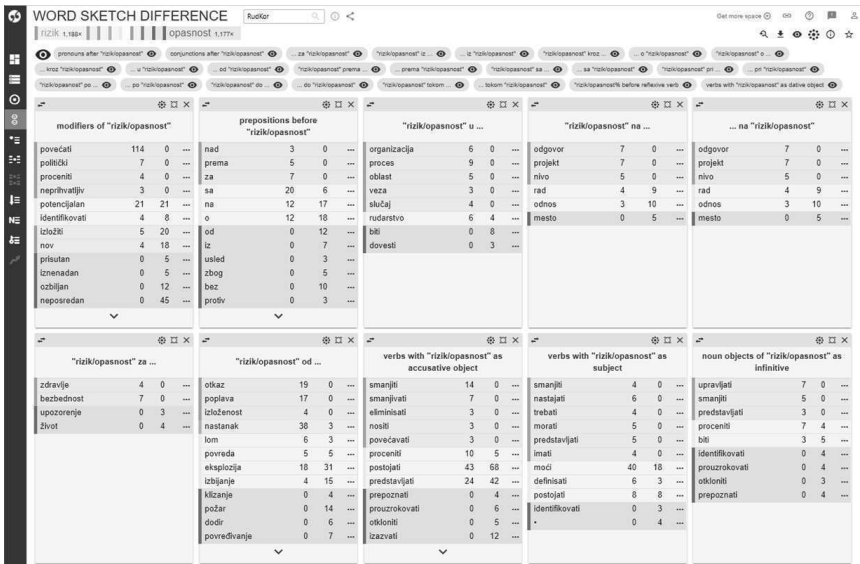 WORD SKETCH DIFFERENCE RudKor Get more space
rizik 1,188× opasnost 1,177×
pronouns after "rizik/opasnost" conjunctions after "rizik/opasnost" ... za "rizik/opasnost" "rizik/opasnost" iz ... ... iz "rizik/opasnost" "rizik/opasnost" kroz ... ... o "rizik/opasnost" "rizik/opasnost" o ...
... kroz "rizik/opasnost" ... u "rizik/opasnost" ... od "rizik/opasnost" "rizik/opasnost" prema ... ... prema "rizik/opasnost" "rizik/opasnost" sa ... ... sa "rizik/opasnost" "rizik/opasnost" pri ... ... pri "rizik/opasnost"
"rizik/opasnost" po ... ... po "rizik/opasnost" "rizik/opasnost" do ... ... do "rizik/opasnost" "rizik/opasnost" tokom ... ... tokom "rizik/opasnost" "rizik/opasnost% before reflexive verb verbs with "rizik/opasnost" as dative object
modifiers of "rizik/opasnost"
povećati 114 0 ...
politički 7 0 ...
proceniti 4 0 ...
neprihvatljiv 3 0 ...
potencijalan 21 21 ...
identifikovati 4 8 ...
izložiti 5 20 ...
nov 4 18 ...
prisutan 0 5 ...
iznenadan 0 5 ...
ozbiljan 0 12 ...
neposredan 0 45 ...
prepositions before
"rizik/opasnost"
nad 3 0 ...
prema 5 0 ...
za 7 0 ...
sa 20 6 ...
na 12 17 ...
o 12 18 ...
od 0 12 ...
iz 0 7 ...
usled 0 3 ...
zbog 0 5 ...
bez 0 10 ...
protiv 0 3 ...
"rizik/opasnost" u ...
organizacija 6 0 ...
proces 9 0 ...
oblast 5 0 ...
veza 3 0 ...
slučaj 4 0 ...
rudarstvo 6 4 ...
biti 0 8 ...
dovesti 0 3 ...
"rizik/opasnost" na ...
odgovor 7 0 ...
projekt 7 0 ...
nivo 5 0 ...
rad 4 9 ...
odnos 3 10 ...
mesto 0 5 ...
... na "rizik/opasnost"
odgovor 7 0 ...
projekt 7 0 ...
nivo 5 0 ...
rad 4 9 ...
odnos 3 10 ...
mesto 0 5 ...
"rizik/opasnost" za ...
zdravlje 4 0 ...
bezbednost 7 0 ...
upozorenje 0 3 ...
život 0 4 ...
"rizik/opasnost" od ...
otkaz 19 0 ...
poplava 17 0 ...
izloženost 4 0 ...
nastanak 38 3 ...
lom 6 3 ...
povreda 5 5 ...
eksplozija 18 31 ...
izbijanje 4 15 ...
klizanje 0 4 ...
požar 0 14 ...
dodir 0 6 ...
povređivanje 0 7 ...
verbs with "rizik/opasnost" as
accusative object
smanjiti 14 0 ...
smanjivati 7 0 ...
eliminisati 3 0 ...
nositi 3 0 ...
povećavati 3 0 ...
proceniti 10 5 ...
postojati 43 68 ...
predstavljati 24 42 ...
prepoznati 0 4 ...
prouzrokovati 0 6 ...
otkloniti 0 5 ...
izazvati 0 12 ...
verbs with "rizik/opasnost" as
subject
smanjiti 4 0 ...
nastajati 6 0 ...
trebati 4 0 ...
morati 5 0 ...
predstavljati 5 0 ...
imati 4 0 ...
moći 40 18 ...
definisati 6 3 ...
postojati 8 8 ...
identifikovati 0 3 ...
• 0 4 ...
noun objects of "rizik/opasnost" as
infinitive
upravljati 7 0 ...
smanjiti 5 0 ...
predstavljati 3 0 ...
proceniti 7 4 ...
biti 3 5 ...
identifikovati 0 4 ...
prouzrokovati 0 4 ...
otkloniti 0 3 ...
prepoznati 0 4 ...